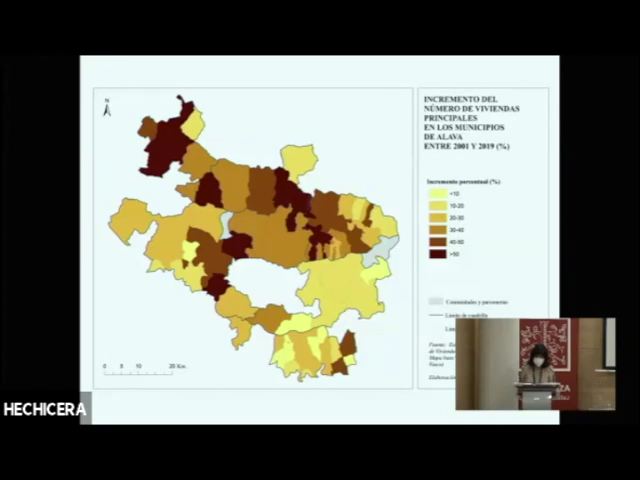 N
INCREMENTO DEL
NÚMERO DE VIVIENDAS
PRINCIPALES
EN LOS MUNICIPIOS
DE ALAVA
ENTRE 2001 Y 2019 (%)
Incremento porcentual (%)
<10
10-20
20-30
30-40
40-50
>50
Comunidades y parzonerías
Límite de cuadrilla
0 5 10 20 Km.
HECHICERA